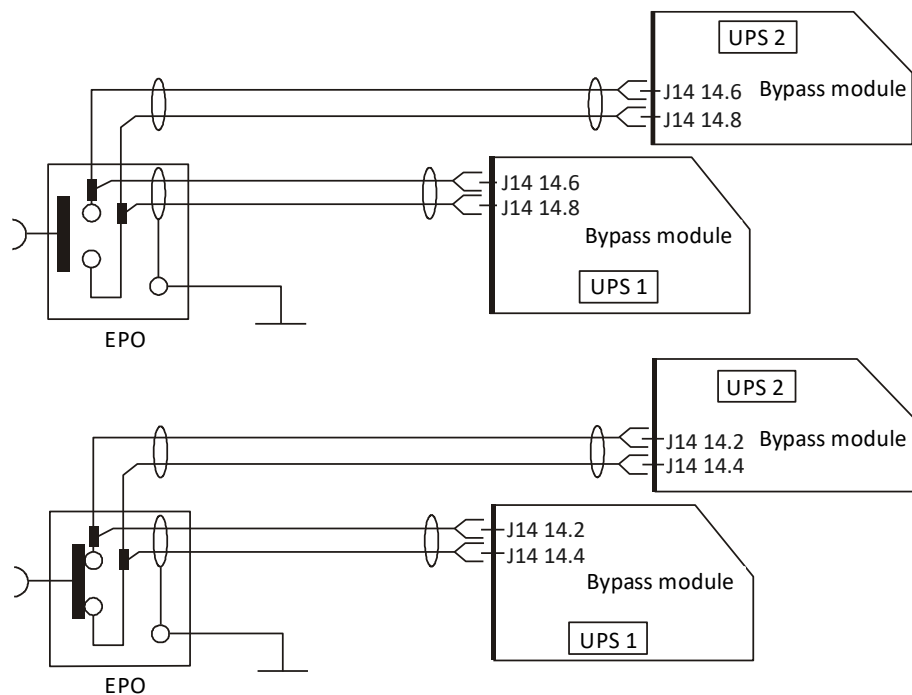 UPS 2
Bypass module
J14 14.6
J14 14.8
J14 14.6
J14 14.8
Bypass module
UPS 1
EPO
UPS 2
Bypass module
J14 14.2
J14 14.4
J14 14.2
J14 14.4
Bypass module
UPS 1
EPO